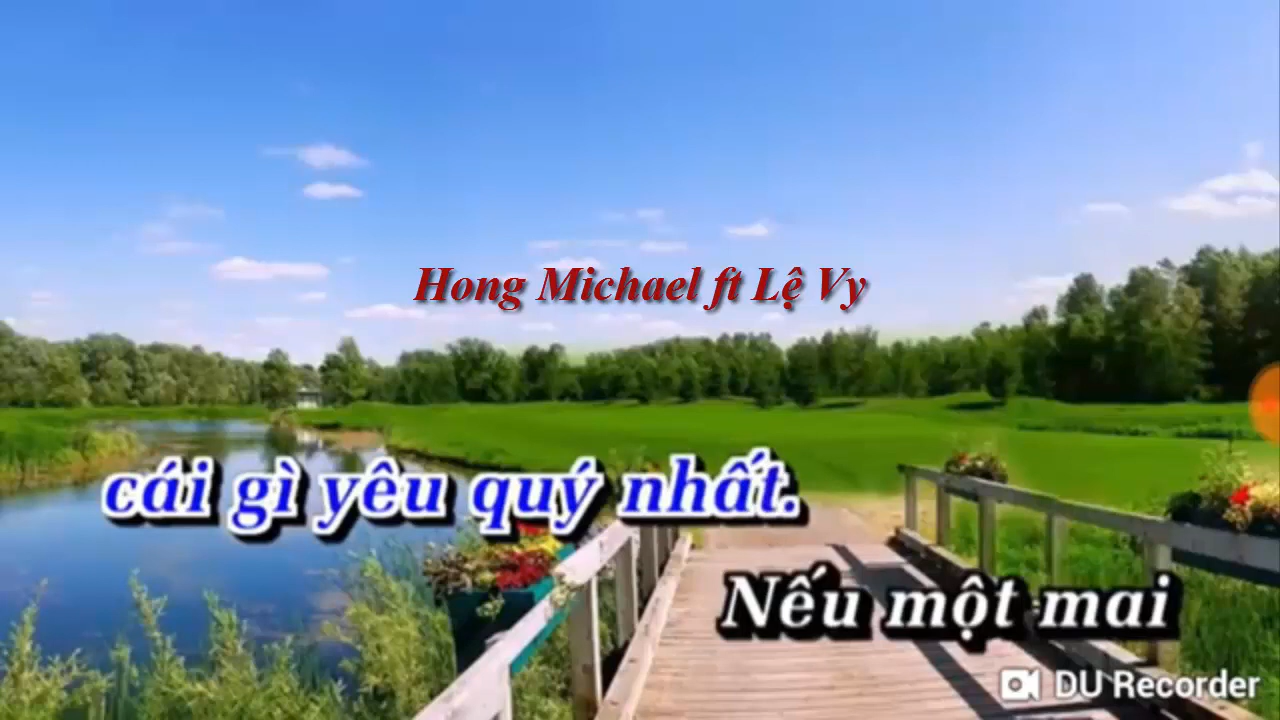 Hong Michael ft Lệ Vy
cái gì yêu quý nhất.
Nếu một mai
DU Recorder